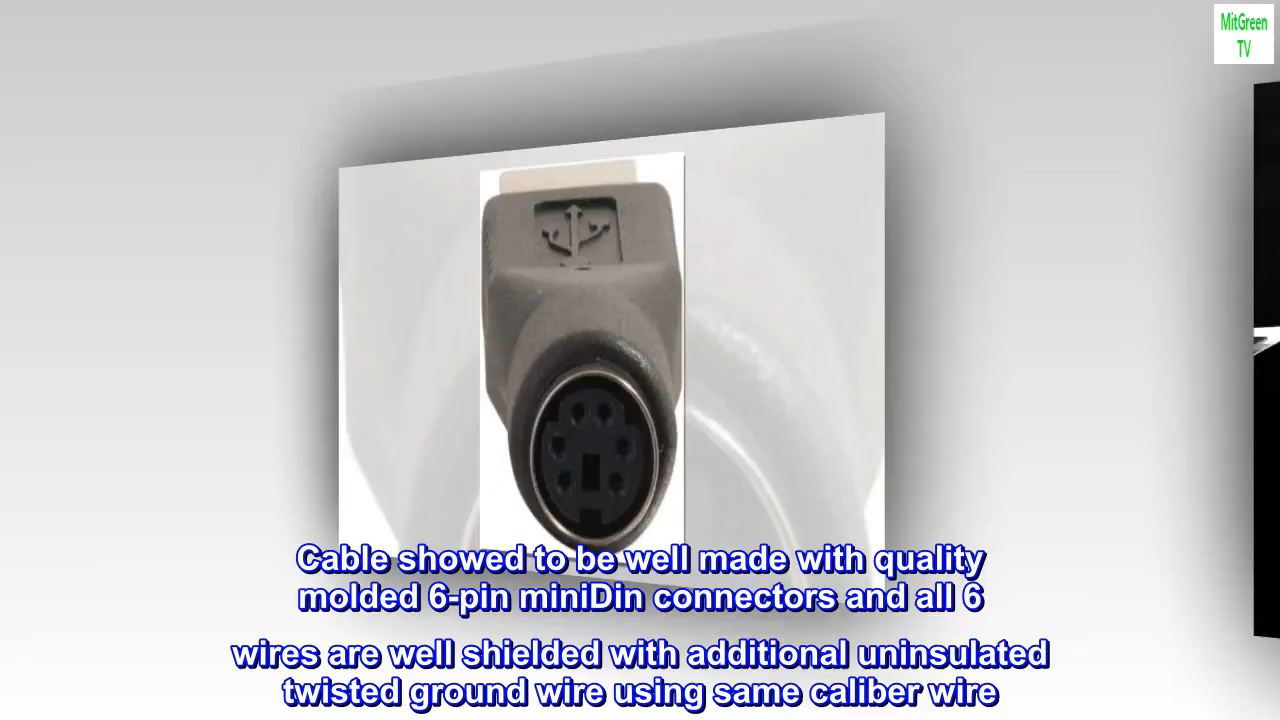 MitGreen
TV
Cable showed to be well made with quality
molded 6-pin miniDin connectors and all 6
wires are well shielded with additional uninsulated
twisted ground wire using same caliber wire